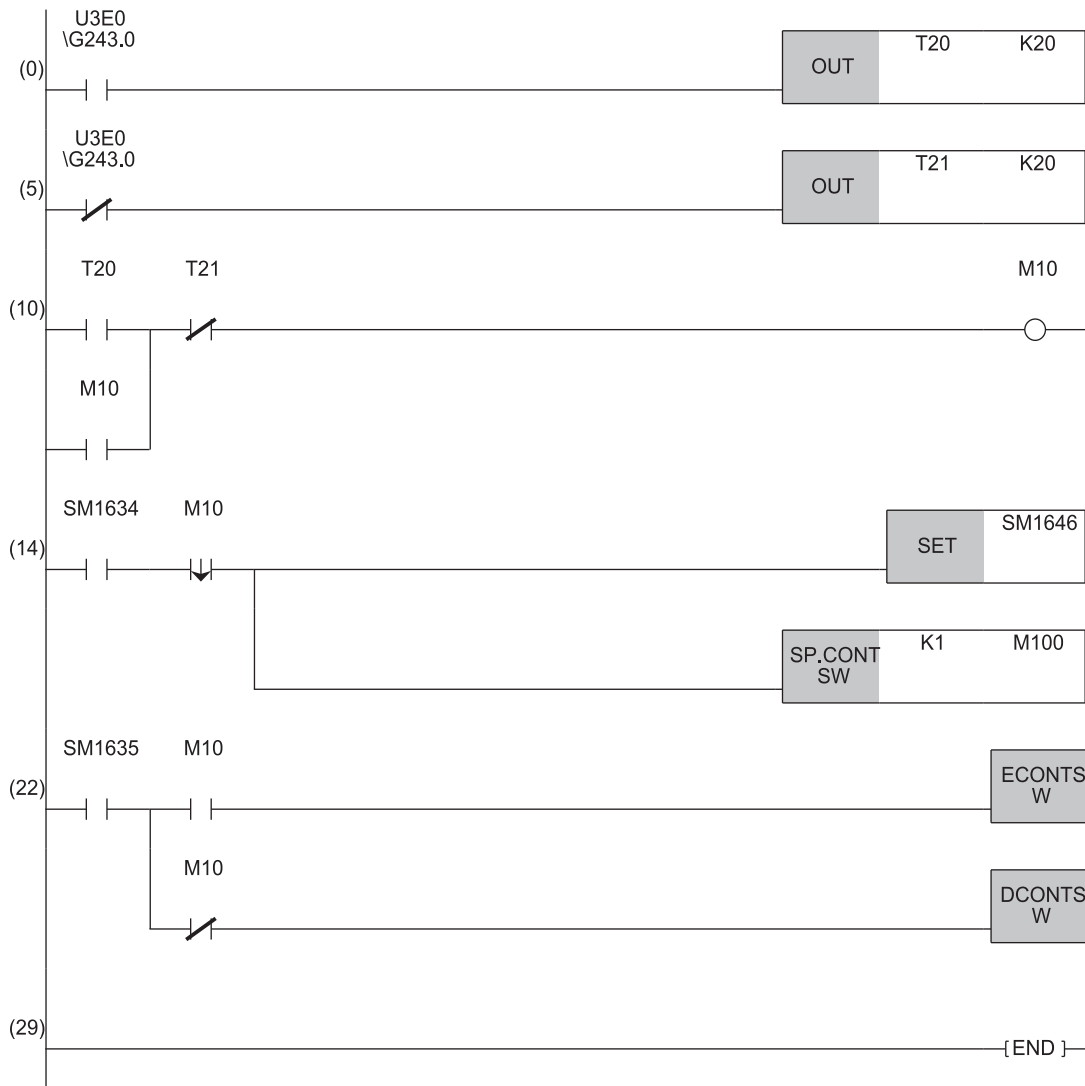 U3E0
\G243.0
(0)
OUT T20 K20
U3E0
\G243.0
(5)
OUT T21 K20
T20 T21 M10
(10)
M10
SM1634 M10
(14)
SET SM1646
SP.CONT
SW
K1 M100
SM1635 M10
(22)
ECONTS
W
M10
DCONTS
W
(29)
[END]